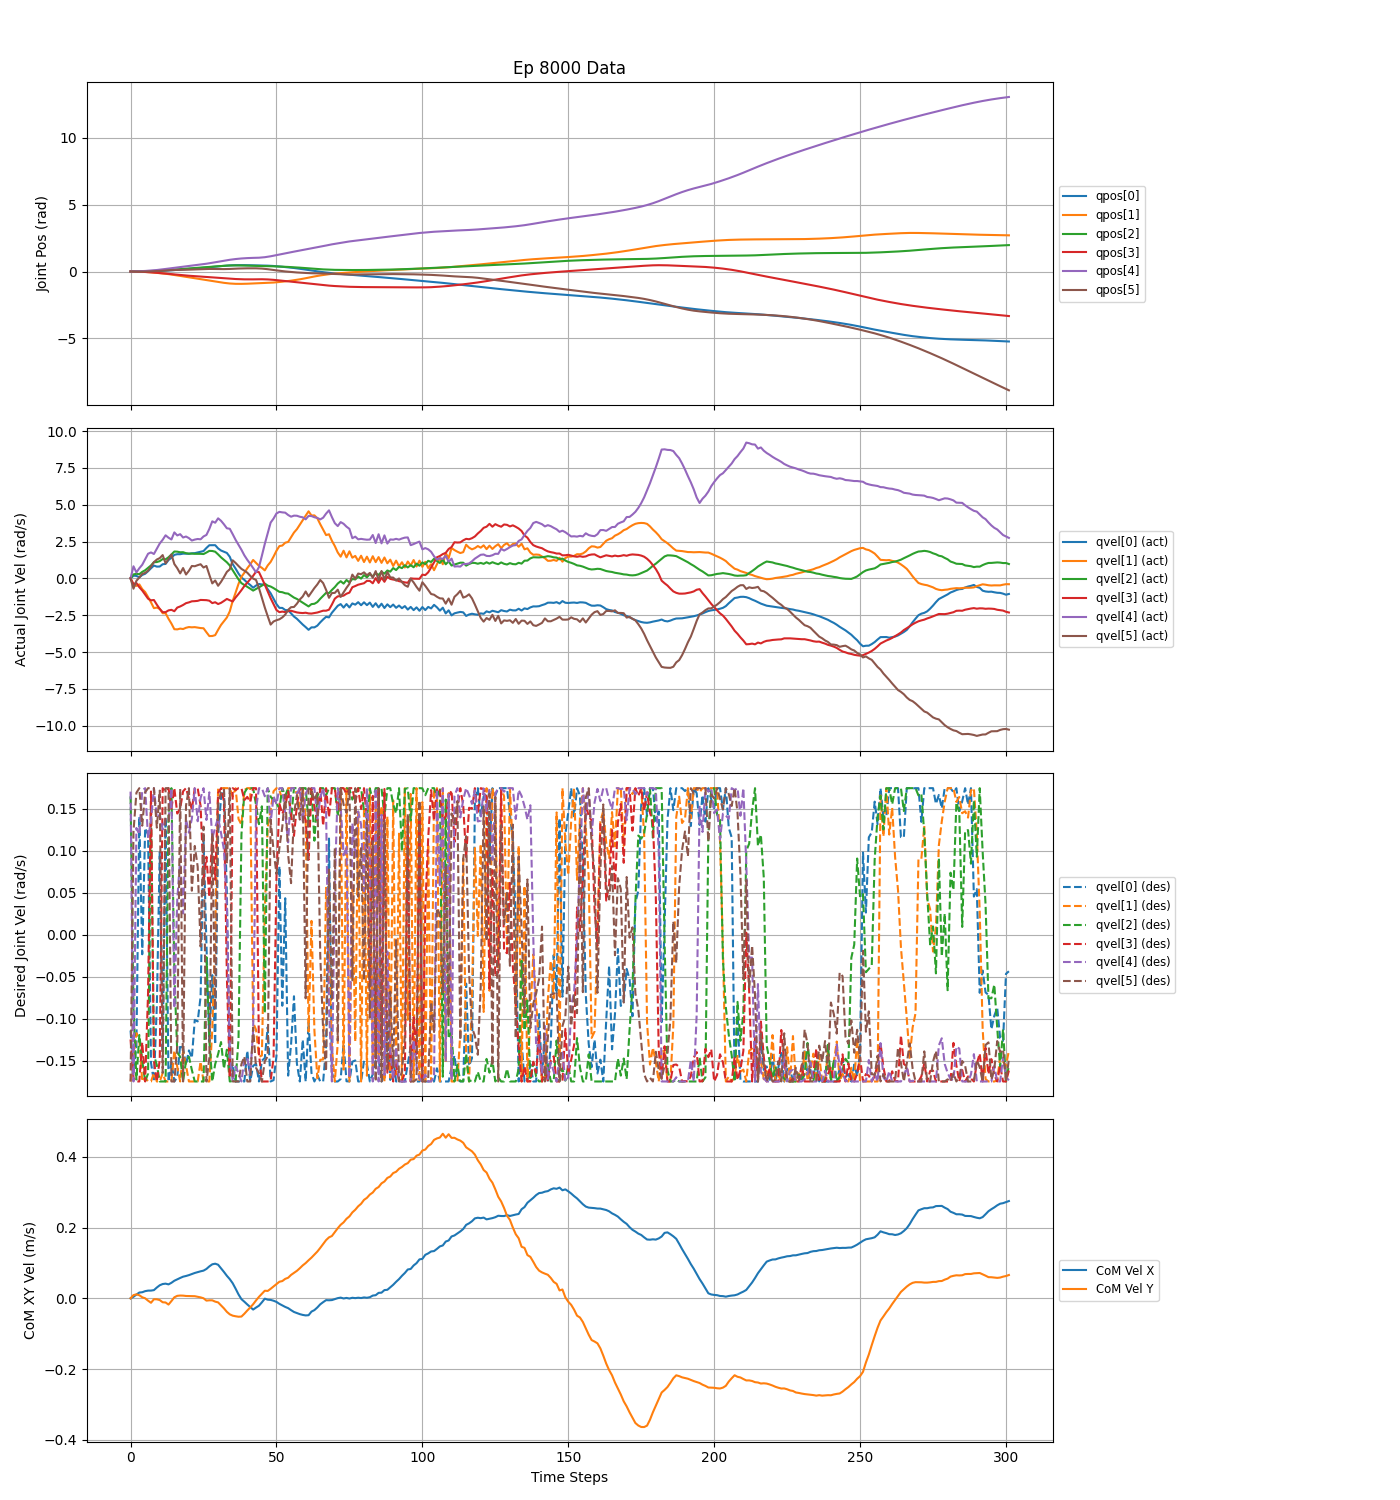 Ep 8000 Data
10
5
0
−5
Joint Pos (rad)
qpos[0]
qpos[1]
qpos[2]
qpos[3]
qpos[4]
qpos[5]
10.0
7.5
5.0
2.5
0.0
−2.5
−5.0
−7.5
−10.0
Actual Joint Vel (rad/s)
qvel[0] (act)
qvel[1] (act)
qvel[2] (act)
qvel[3] (act)
qvel[4] (act)
qvel[5] (act)
0.15
0.10
0.05
0.00
−0.05
−0.10
−0.15
Desired Joint Vel (rad/s)
qvel[0] (des)
qvel[1] (des)
qvel[2] (des)
qvel[3] (des)
qvel[4] (des)
qvel[5] (des)
0.4
0.2
0.0
−0.2
−0.4
CoM XY Vel (m/s)
CoM Vel X
CoM Vel Y
0 50 100 150 200 250 300
Time Steps